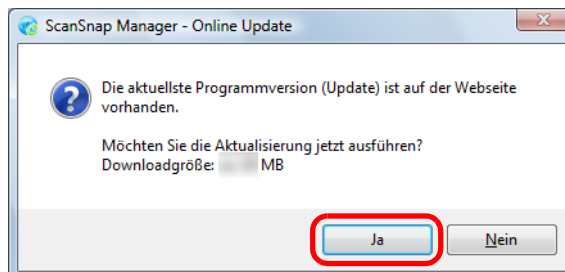 ScanSnap Manager - Online Update
Die aktuellste Programmversion (Update) ist auf der Webseite
vorhanden.
Möchten Sie die Aktualisierung jetzt ausführen?
Downloadgröße: MB
Ja Nein